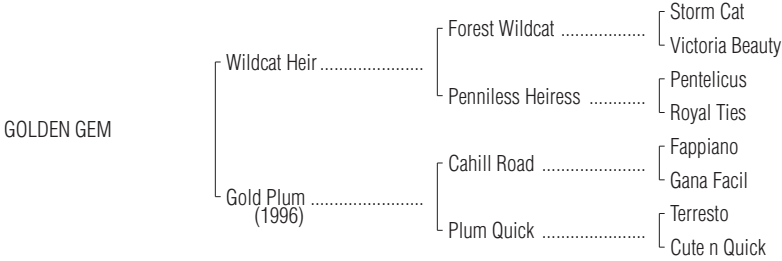 Storm Cat
Forest Wildcat ......................
Victoria Beauty
Wildcat Heir.......................
Pentelicus
Penniless Heiress .............
Royal Ties
GOLDEN GEM
Fappiano
Cahill Road .........................
Gana Facil
Gold Plum ..........................
(1996)
Terresto
Plum Quick ........................
Cute n Quick